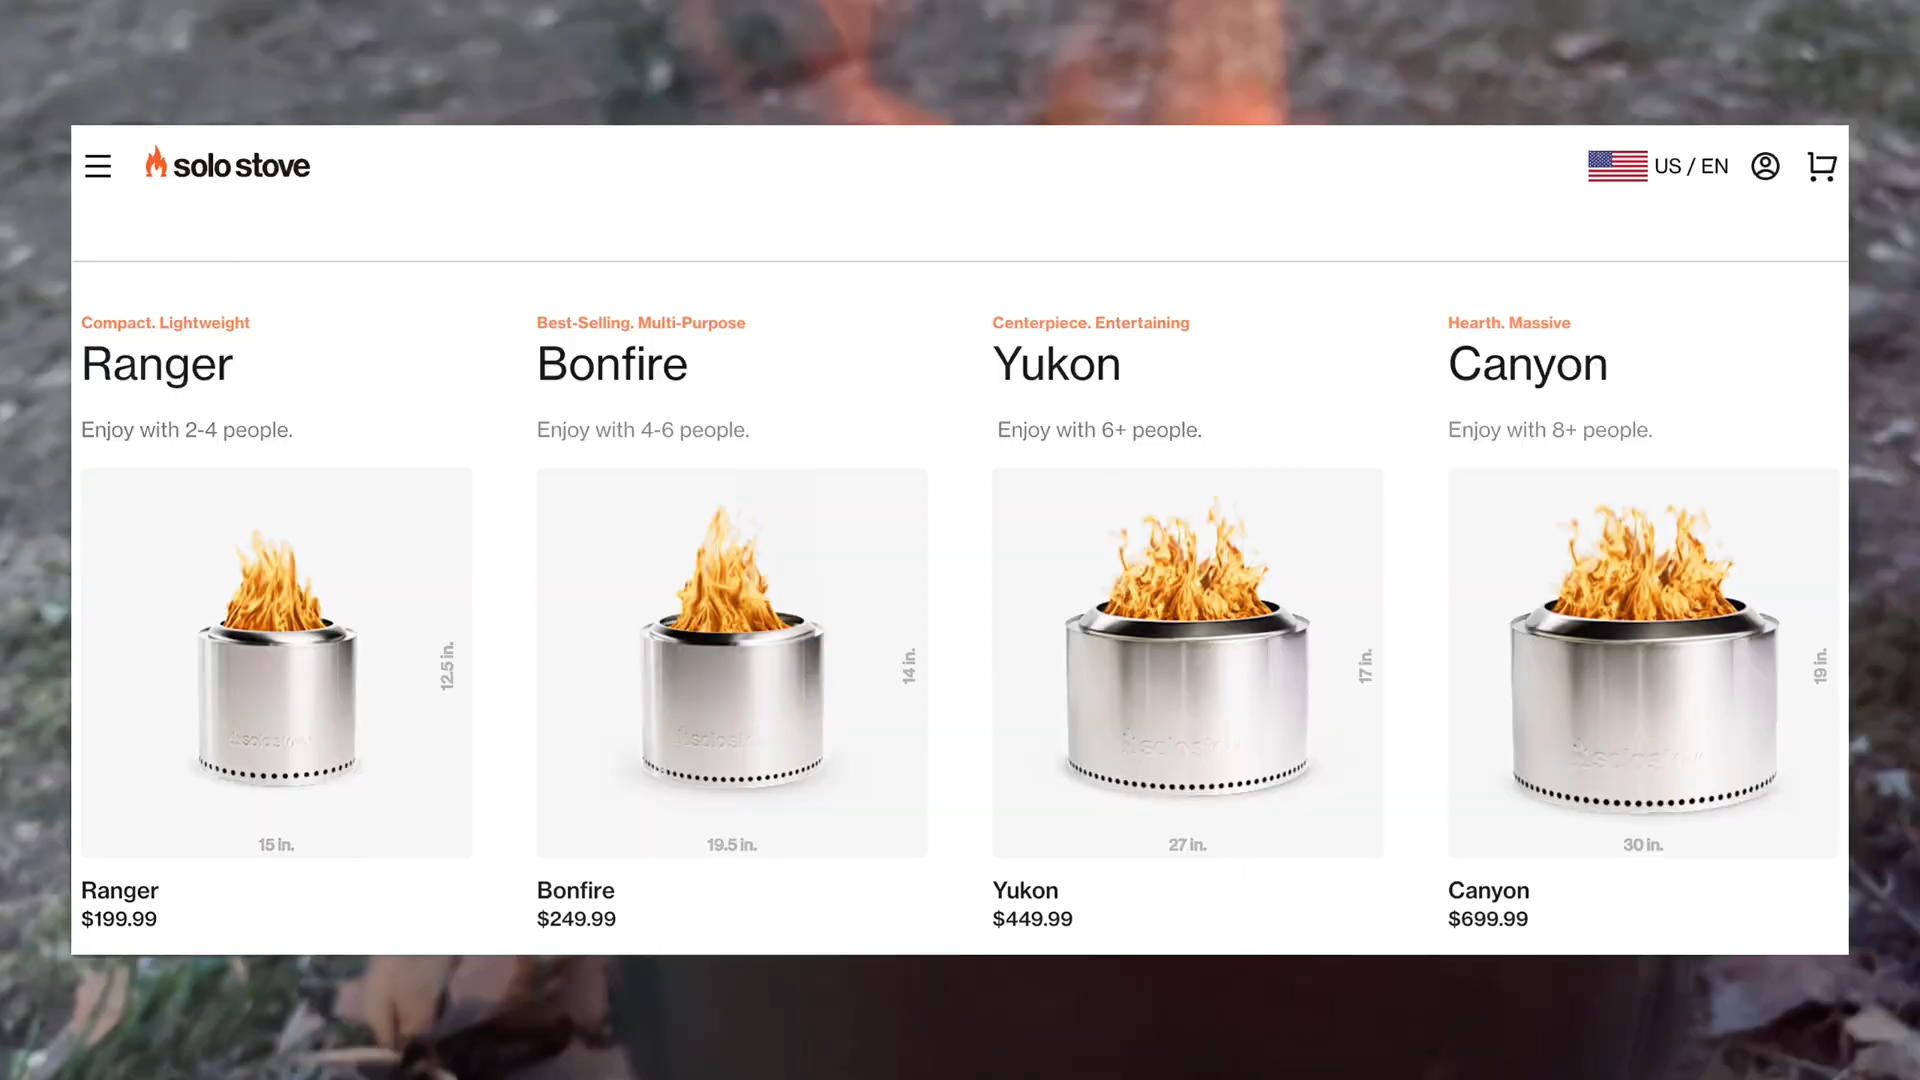 solo stove
US / EN
Compact. Lightweight
Ranger
Enjoy with 2-4 people.
12.5 in.
15 in.
Ranger
$199.99
Best-Selling. Multi-Purpose
Bonfire
Enjoy with 4-6 people.
14 in.
19.5 in.
Bonfire
$249.99
Centerpiece. Entertaining
Yukon
Enjoy with 6+ people.
17 in.
27 in.
Yukon
$449.99
Hearth. Massive
Canyon
Enjoy with 8+ people.
19 in.
30 in.
Canyon
$699.99